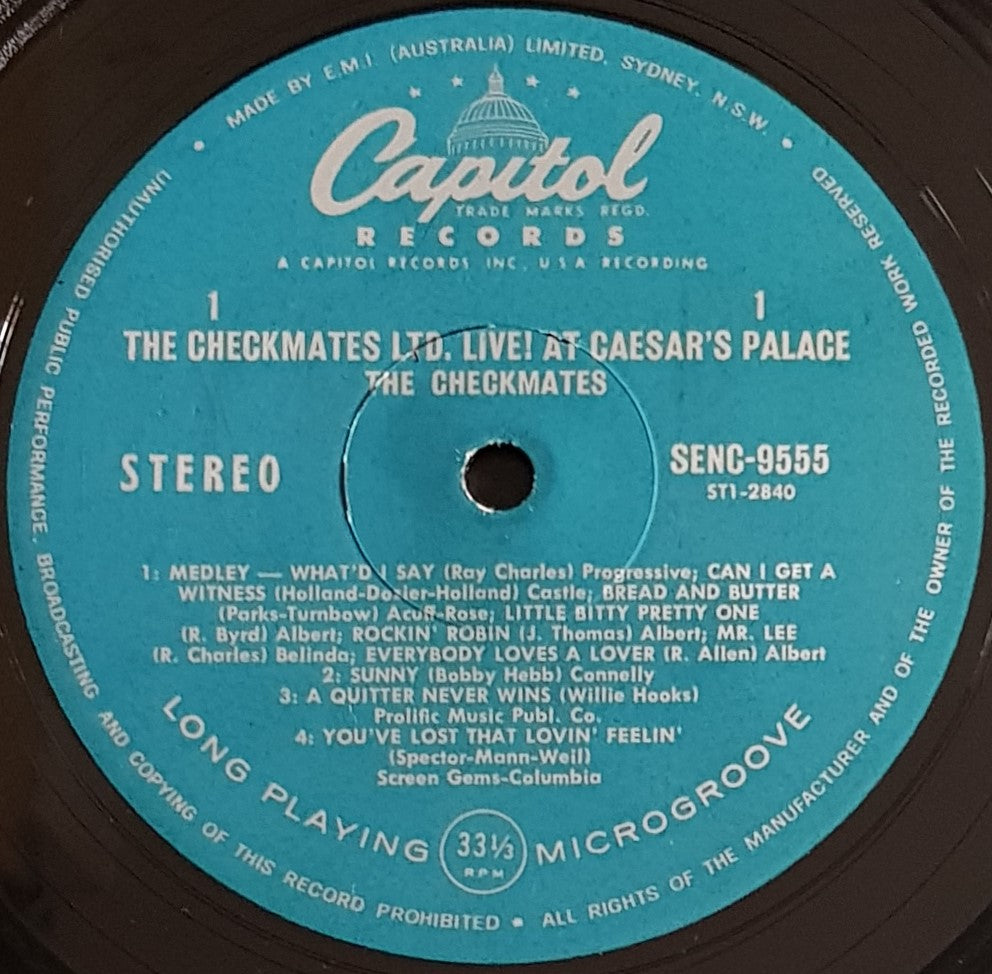 MADE BY E.M.I. (AUSTRALIA) LIMITED. SYDNEY. N.S.W.
Capitol
TRADE MARKS REGD.
RECORDS
A CAPITOL RECORDS INC. U.S.A RECORDING
1 1
THE CHECKMATES LTD. LIVE! AT CAESAR'S PALACE
THE CHECKMATES
STEREO
SENC-9555
ST1-2840
1: MEDLEY — WHAT'D I SAY (Ray Charles) Progressive; CAN I GET A
WITNESS (Holland-Dozier-Holland) Castle; BREAD AND BUTTER
(Parks-Turnbow) Acuff-Rose; LITTLE BITTY PRETTY ONE
(R. Byrd) Albert; ROCKIN' ROBIN (J. Thomas) Albert; MR. LEE
(R. Charles) Belinda; EVERYBODY LOVES A LOVER (R. Allen) Albert
2: SUNNY (Bobby Hebb) Connelly
3: A QUITTER NEVER WINS (Willie Hooks)
Prolific Music Publ. Co.
4: YOU'VE LOST THAT LOVIN' FEELIN'
(Spector-Mann-Weil)
Screen Gems-Columbia
LONG PLAYING 33⅓ MICROGROOVE
RPM
UNAUTHORISED PUBLIC PERFORMANCE. BROADCASTING AND COPYING OF THIS RECORD PROHIBITED • ALL RIGHTS OF THE MANUFACTURER AND OF THE OWNER OF THE RECORDED WORK RESERVED